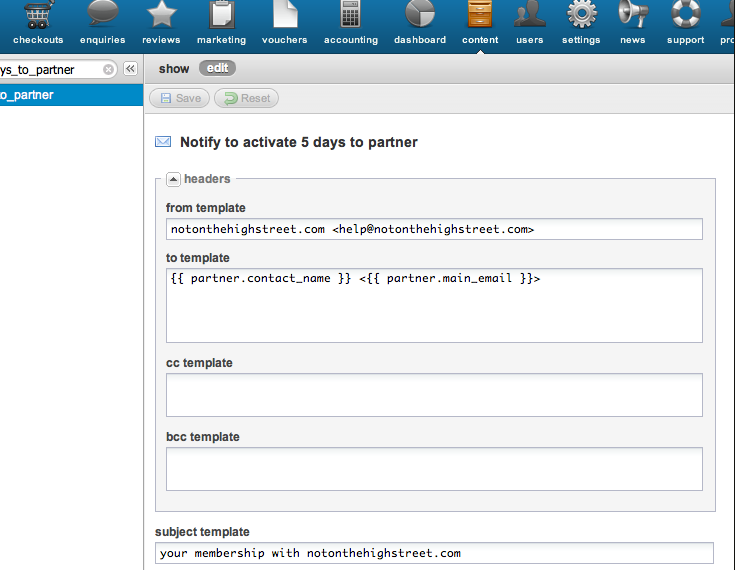 checkouts enquiries reviews marketing vouchers accounting dashboard content users settings news support
ys_to_partner
show edit
to_partner
Save Reset
Notify to activate 5 days to partner
headers
from template
notonthehighstreet.com <help@notonthehighstreet.com>
to template
{{ partner.contact_name }} <{{ partner.main_email }}>
cc template
bcc template
subject template
your membership with notonthehighstreet.com